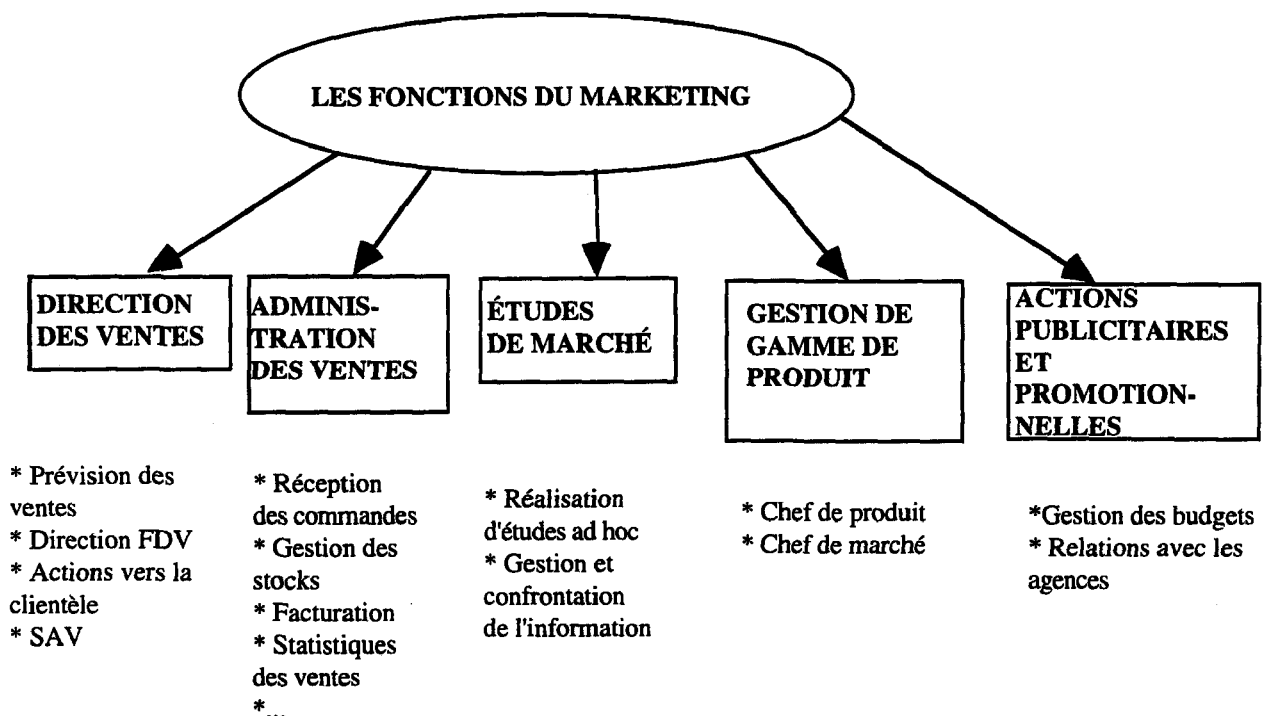 LES FONCTIONS DU MARKETING
DIRECTION
DES VENTES
* Prévision des
ventes
* Direction FDV
* Actions vers la
clientèle
* SAV
ADMINIS-
TRATION
DES VENTES
* Réception
des commandes
* Gestion des
stocks
* Facturation
* Statistiques
des ventes
*...
ÉTUDES
DE MARCHÉ
* Réalisation
d'études ad hoc
* Gestion et
confrontation
de l'information
GESTION DE
GAMME DE
PRODUIT
* Chef de produit
* Chef de marché
ACTIONS
PUBLICITAIRES
ET
PROMOTION-
NELLES
*Gestion des budgets
* Relations avec les
agences